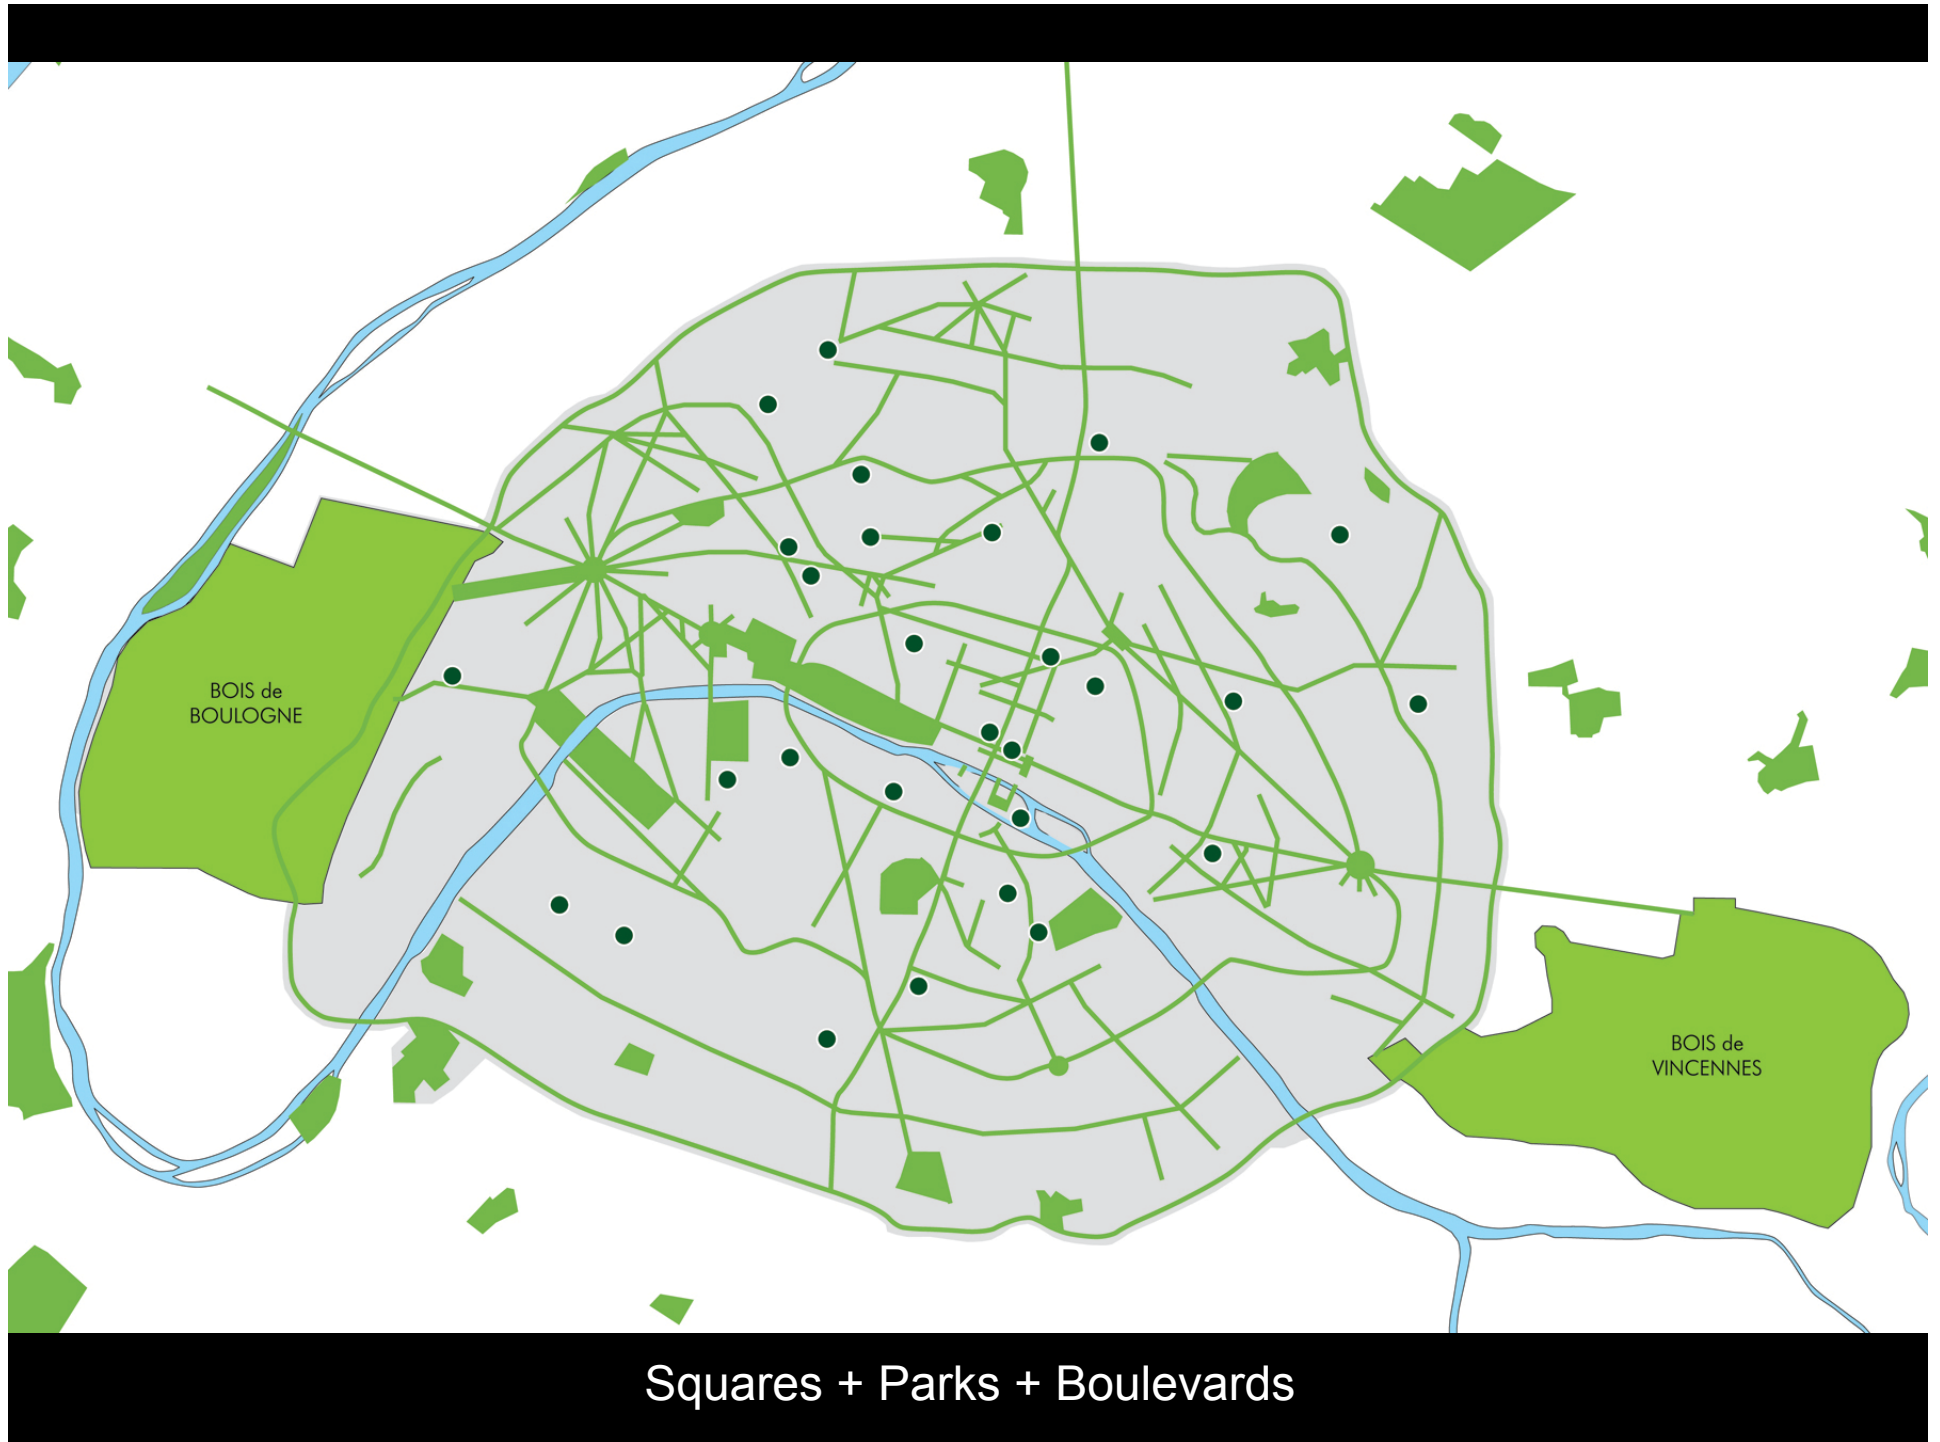 BOIS de
BOULOGNE
BOIS de
VINCENNES
Squares + Parks + Boulevards